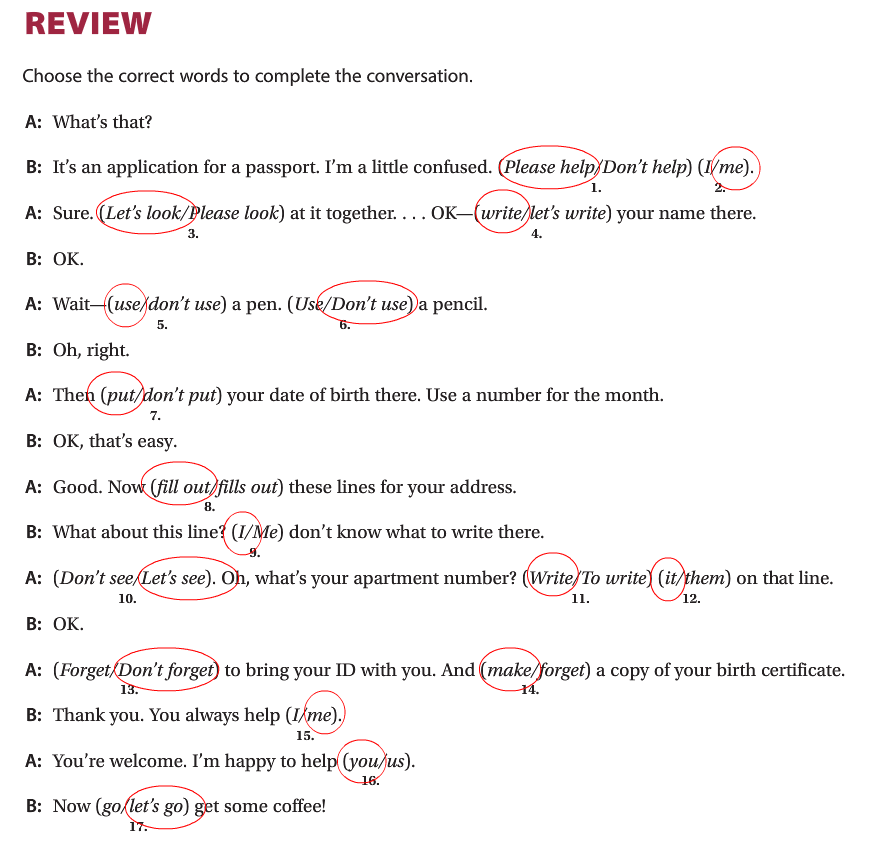 REVIEW
Choose the correct words to complete the conversation.
A: What's that?
B: It's an application for a passport. I'm a little confused. (Please help/Don't help) (I/me).
1. 2.
A: Sure. (Let's look/Please look) at it together. . . . OK—(write/let's write) your name there.
3. 4.
B: OK.
A: Wait—(use/don't use) a pen. (Use/Don't use) a pencil.
5. 6.
B: Oh, right.
A: Then (put/don't put) your date of birth there. Use a number for the month.
7.
B: OK, that's easy.
A: Good. Now (fill out/fills out) these lines for your address.
8.
B: What about this line? (I/Me) don't know what to write there.
9.
A: (Don't see/Let's see). Oh, what's your apartment number? (Write/To write) (it/them) on that line.
10. 11. 12.
B: OK.
A: (Forget/Don't forget) to bring your ID with you. And (make/forget) a copy of your birth certificate.
13. 14.
B: Thank you. You always help (I/me).
15.
A: You're welcome. I'm happy to help (you/us).
16.
B: Now (go/let's go) get some coffee!
17.